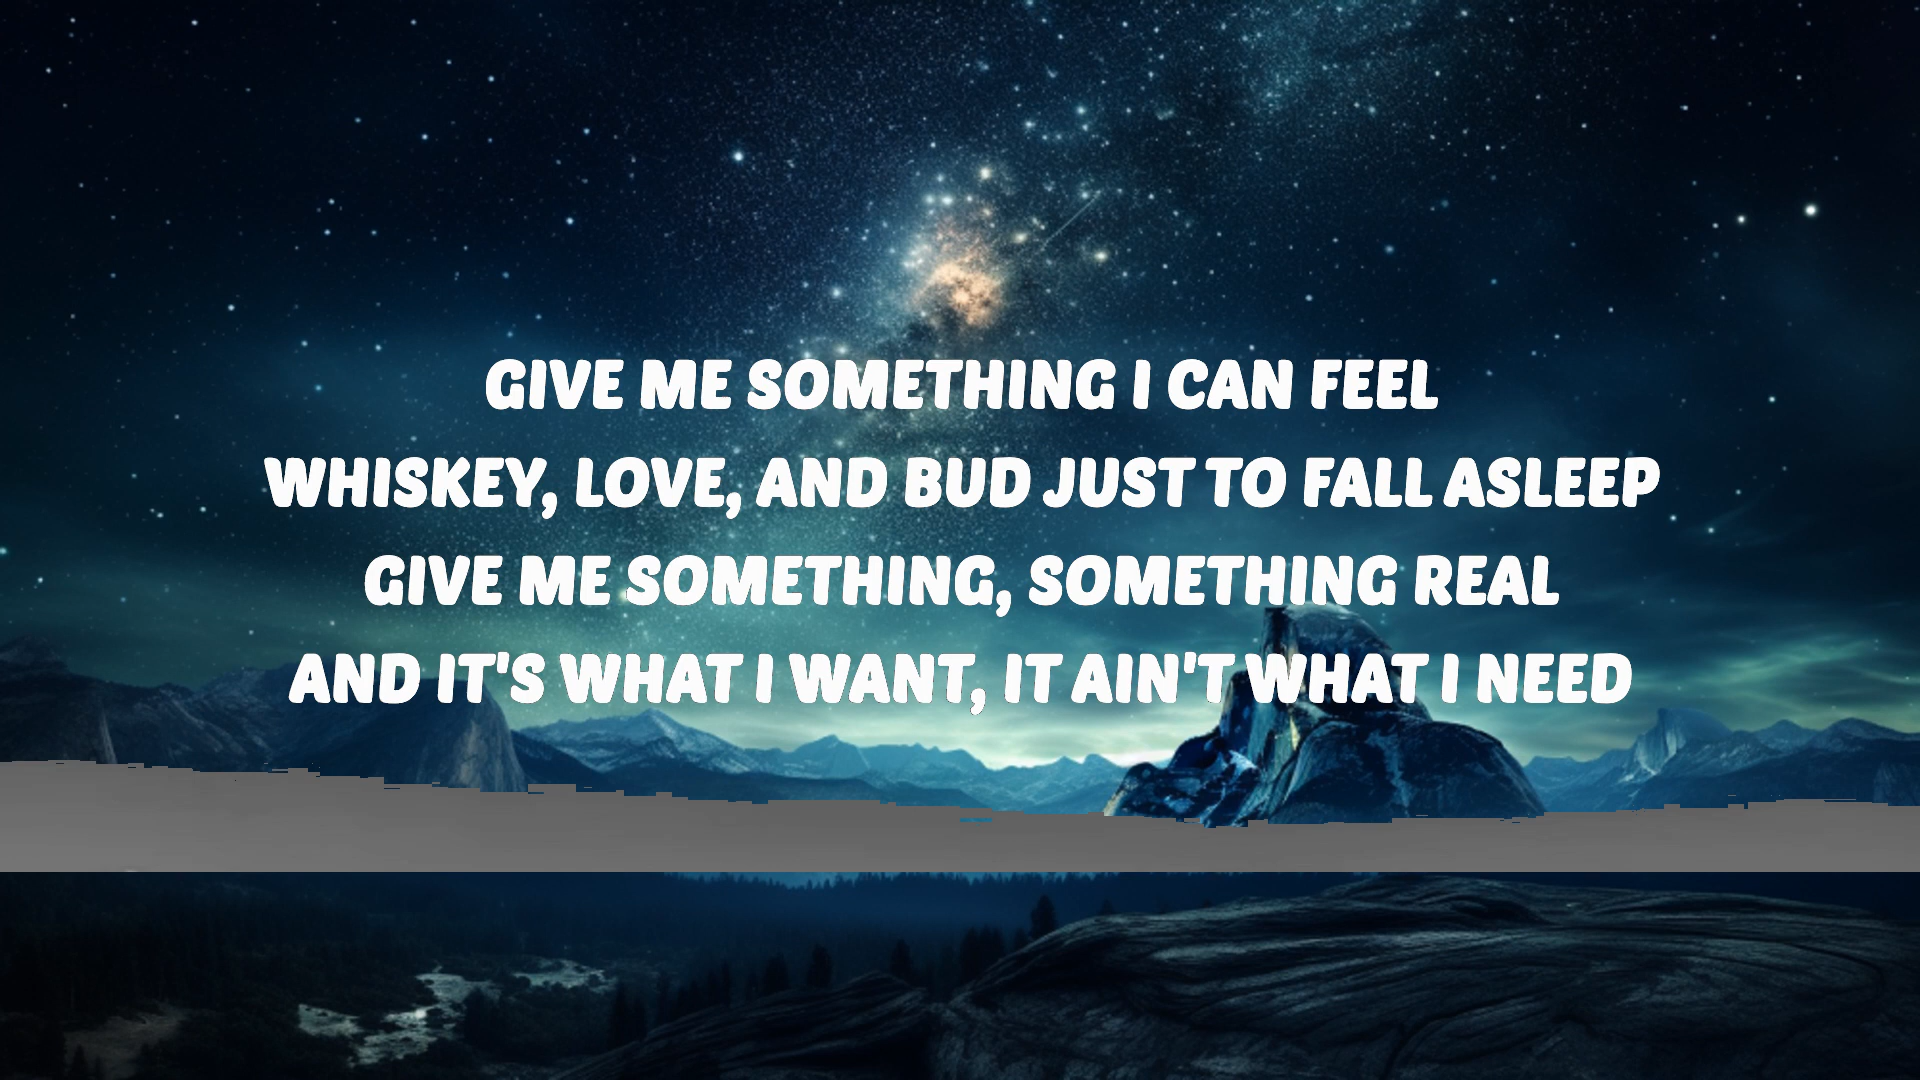 GIVE ME SOMETHING I CAN FEEL
WHISKEY, LOVE, AND BUD JUST TO FALL ASLEEP
GIVE ME SOMETHING, SOMETHING REAL
AND IT'S WHAT I WANT, IT AIN'T WHAT I NEED